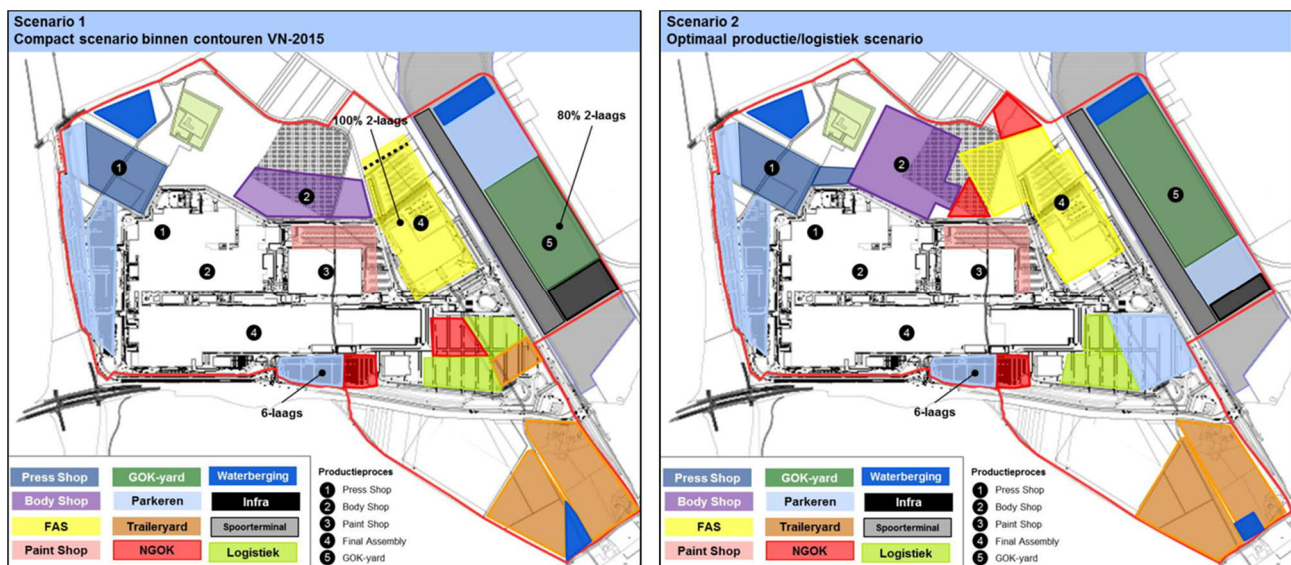 Scenario 1
Compact scenario binnen contouren VN-2015
100% 2-laags
80% 2-laags
1
2
4
5
1
2
3
4
6-laags
Press Shop
GOK-yard
Waterberging
Body Shop
Parkeren
Infra
FAS
Traileryard
Spoorterminal
Paint Shop
NGOK
Logistiek
Productieproces
1 Press Shop
2 Body Shop
3 Paint Shop
4 Final Assembly
5 GOK-yard
Scenario 2
Optimaal productie/logistiek scenario
1
2
4
5
1
2
3
4
6-laags
Press Shop
GOK-yard
Waterberging
Body Shop
Parkeren
Infra
FAS
Traileryard
Spoorterminal
Paint Shop
NGOK
Logistiek
Productieproces
1 Press Shop
2 Body Shop
3 Paint Shop
4 Final Assembly
5 GOK-yard